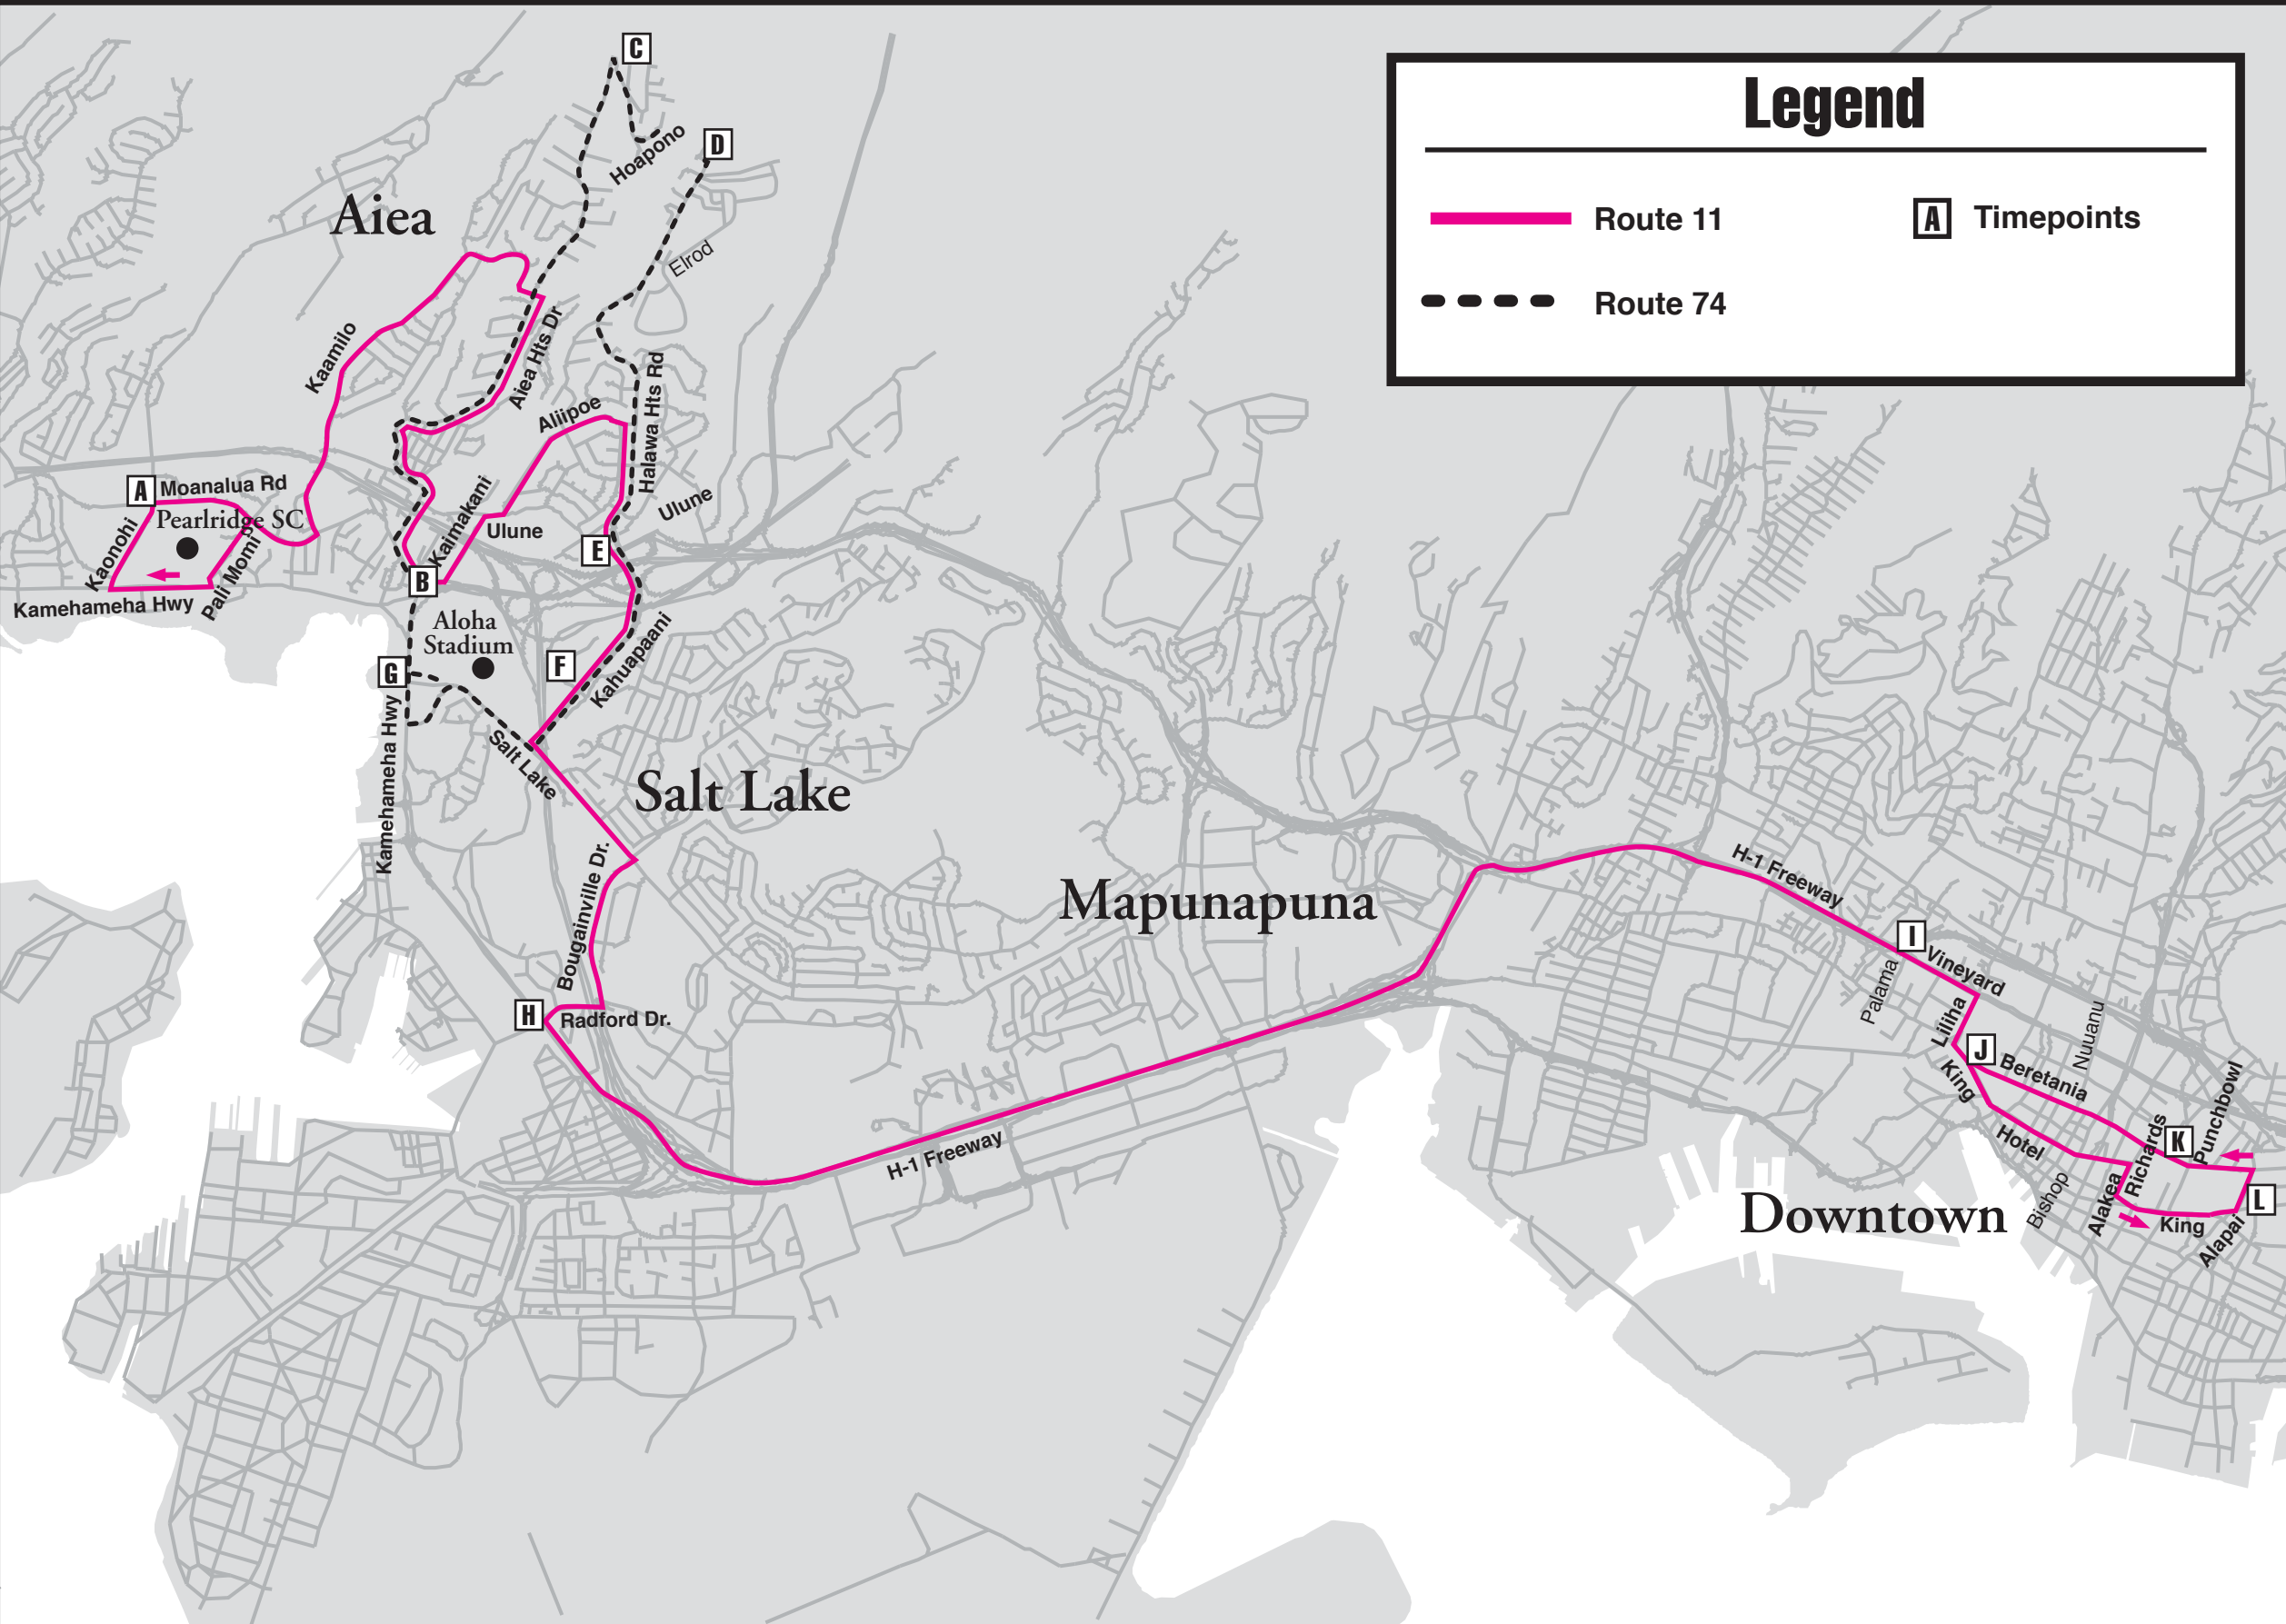 C
Legend
Route 11
A
Timepoints
Route 74
Hoapono
D
Aiea
Elrod
Kaamilo
Aiea Hts Dr
Aliipoe
Halawa Hts Rd
A
Moanalua Rd
Pearlridge SC
Kaonohi
Pali Momi
Kamehameha Hwy
Kaimakani
Ulune
Ulune
E
B
Aloha
Stadium
G
F
Kahuapaani
Kamehameha Hwy
Salt Lake
Salt Lake
Bougainville Dr.
Mapunapuna
H
Radford Dr.
H-1 Freeway
H-1 Freeway
I
Vineyard
Palama
Liliha
J
Nuuanu
King
Beretania
Hotel
Richards
K
Punchbowl
Bishop
Alakea
L
King
Alapai
Downtown